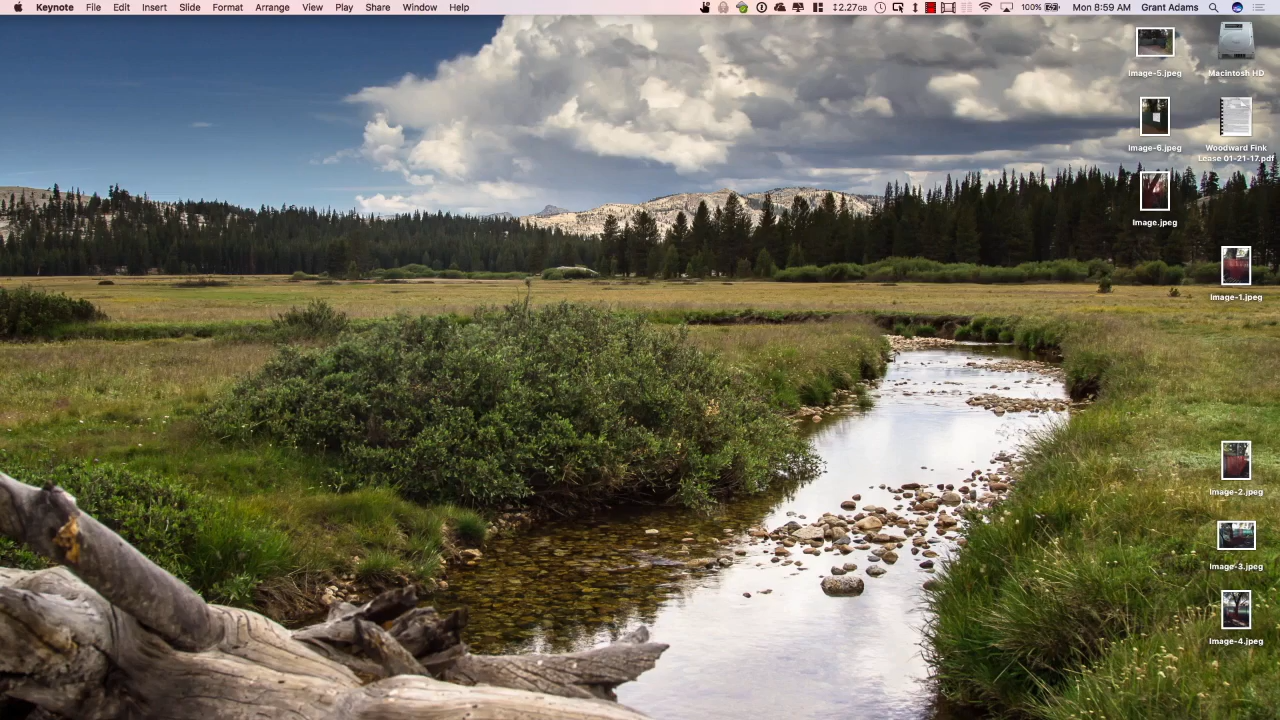 Keynote File Edit Insert Slide Format Arrange View Play Share Window Help 2.27GB 100% Mon 8:59 AM Grant Adams
Image-5.jpeg
Macintosh HD
Image-6.jpeg
Woodward Fink
Lease 01-21-17.pdf
Image.jpeg
Image-1.jpeg
Image-2.jpeg
Image-3.jpeg
Image-4.jpeg